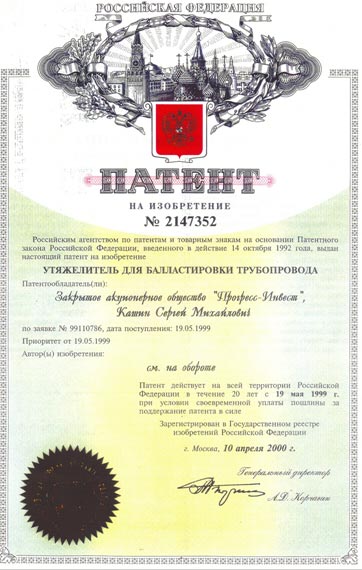 РОССИЙСКАЯ ФЕДЕРАЦИЯ
ПАТЕНТ
НА ИЗОБРЕТЕНИЕ
№ 2147352
Российским агентством по патентам и товарным знакам на основании Патентного
закона Российской Федерации, введенного в действие 14 октября 1992 года, выдан
настоящий патент на изобретение
УТЯЖЕЛИТЕЛЬ ДЛЯ БАЛЛАСТИРОВКИ ТРУБОПРОВОДА
Патентообладатель(ли):
Закрытое акционерное общество "Прогресс-Инвест",
Кашин Сергей Михайлович
по заявке № 99110786, дата поступления: 19.05.1999
Приоритет от 19.05.1999
Автор(ы) изобретения:
см. на обороте
Патент действует на всей территории Российской
Федерации в течение 20 лет с 19 мая 1999 г.
при условии своевременной уплаты пошлины за
поддержание патента в силе
Зарегистрирован в Государственном реестре
изобретений Российской Федерации
г. Москва, 10 апреля 2000 г.
Генеральный директор
А.Д. Корчагин